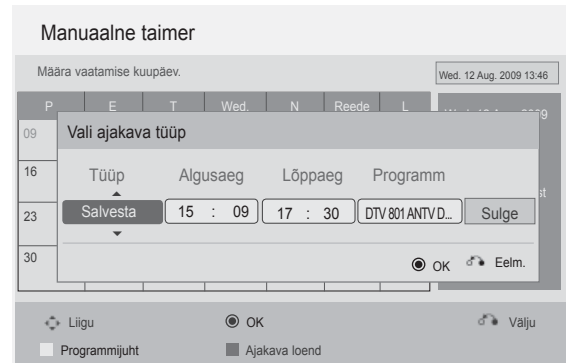 Manuaalne taimer
Määra vaatamise kuupäev.
Wed. 12 Aug. 2009 13:46
P E T Wed. N Reede L
09
Vali ajakava tüüp
9
16
Tüüp Algusaeg Lõppaeg Programm
st
23
Salvesta 15 : 09 17 : 30 DTV 801 ANTV D... Sulge
30
OK Eelm.
Liigu OK Välju
Programmijuht Ajakava loend